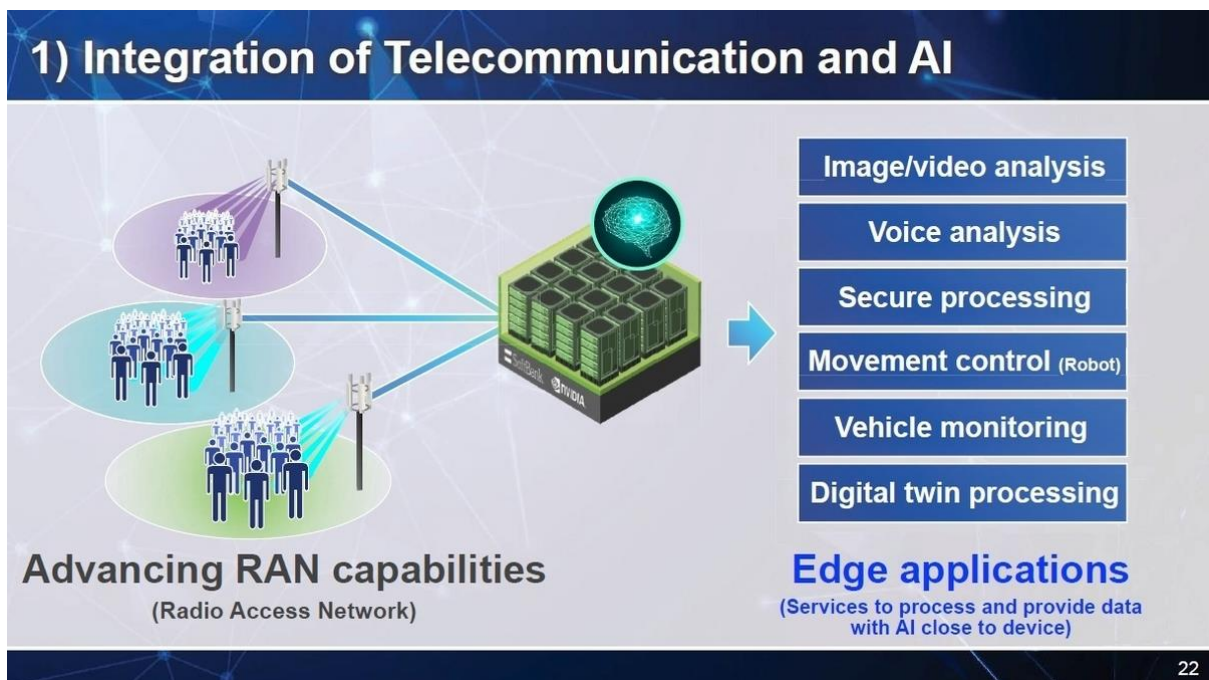 1) Integration of Telecommunication and AI
SoftBank
NVIDIA
Advancing RAN capabilities
(Radio Access Network)
Image/video analysis
Voice analysis
Secure processing
Movement control (Robot)
Vehicle monitoring
Digital twin processing
Edge applications
(Services to process and provide data
with AI close to device)
22